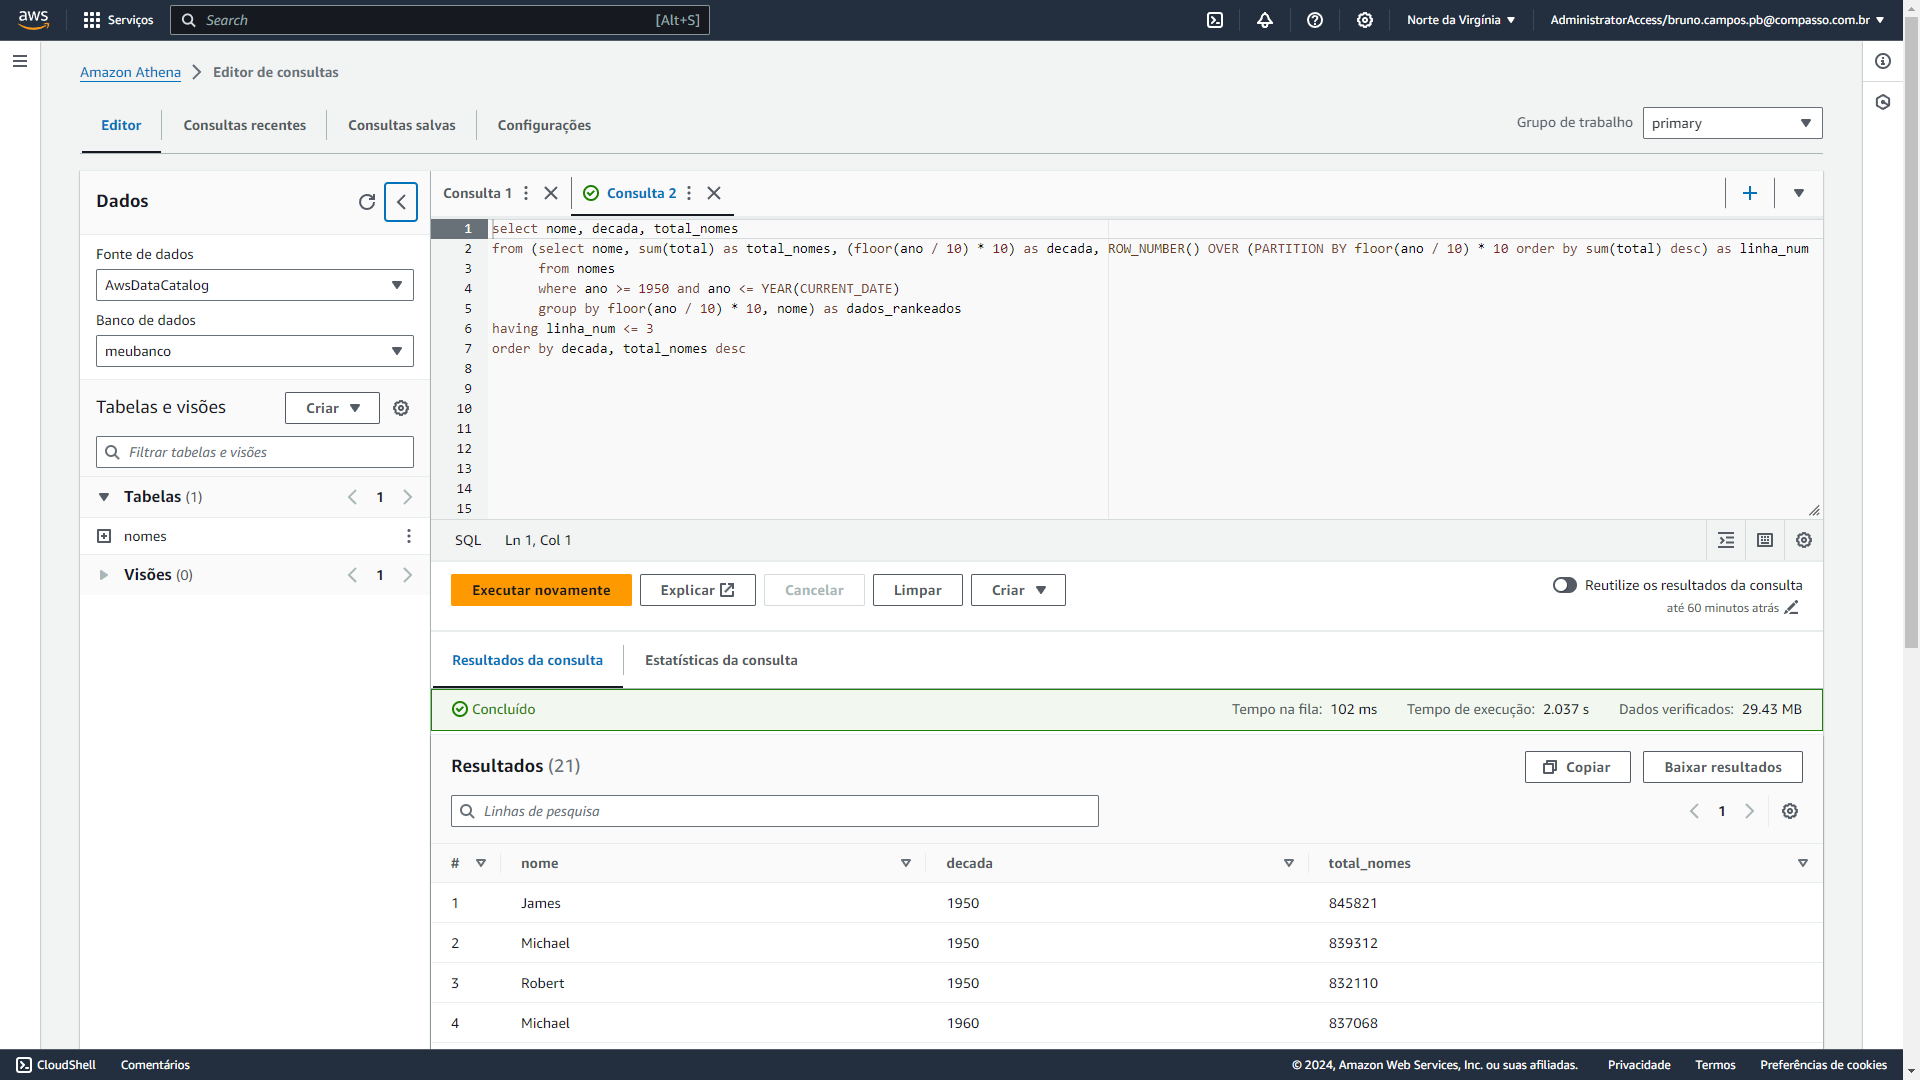 aws
Serviços
Search
[Alt+S]
Norte da Virgínia
AdministratorAccess/bruno.campos.pb@compasso.com.br
Amazon Athena
Editor de consultas
Editor
Consultas recentes
Consultas salvas
Configurações
Grupo de trabalho
primary
Dados
Fonte de dados
AwsDataCatalog
Banco de dados
meubanco
Tabelas e visões
Criar
Filtrar tabelas e visões
Tabelas (1)
1
nomes
Visões (0)
1
Consulta 1
Consulta 2
1 select nome, decada, total_nomes
2 from (select nome, sum(total) as total_nomes, (floor(ano / 10) * 10) as decada, ROW_NUMBER() OVER (PARTITION BY floor(ano / 10) * 10 order by sum(total) desc) as linha_num
3 from nomes
4 where ano >= 1950 and ano <= YEAR(CURRENT_DATE)
5 group by floor(ano / 10) * 10, nome) as dados_rankeados
6 having linha_num <= 3
7 order by decada, total_nomes desc
8
9
10
11
12
13
14
15
SQL
Ln 1, Col 1
Executar novamente
Explicar
Cancelar
Limpar
Criar
Reutilize os resultados da consulta
até 60 minutos atrás
Resultados da consulta
Estatísticas da consulta
Concluído
Tempo na fila: 102 ms
Tempo de execução: 2.037 s
Dados verificados: 29.43 MB
Resultados (21)
Copiar
Baixar resultados
Linhas de pesquisa
1
# nome decada total_nomes
1 James 1950 845821
2 Michael 1950 839312
3 Robert 1950 832110
4 Michael 1960 837068
CloudShell
Comentários
© 2024, Amazon Web Services, Inc. ou suas afiliadas.
Privacidade
Termos
Preferências de cookies